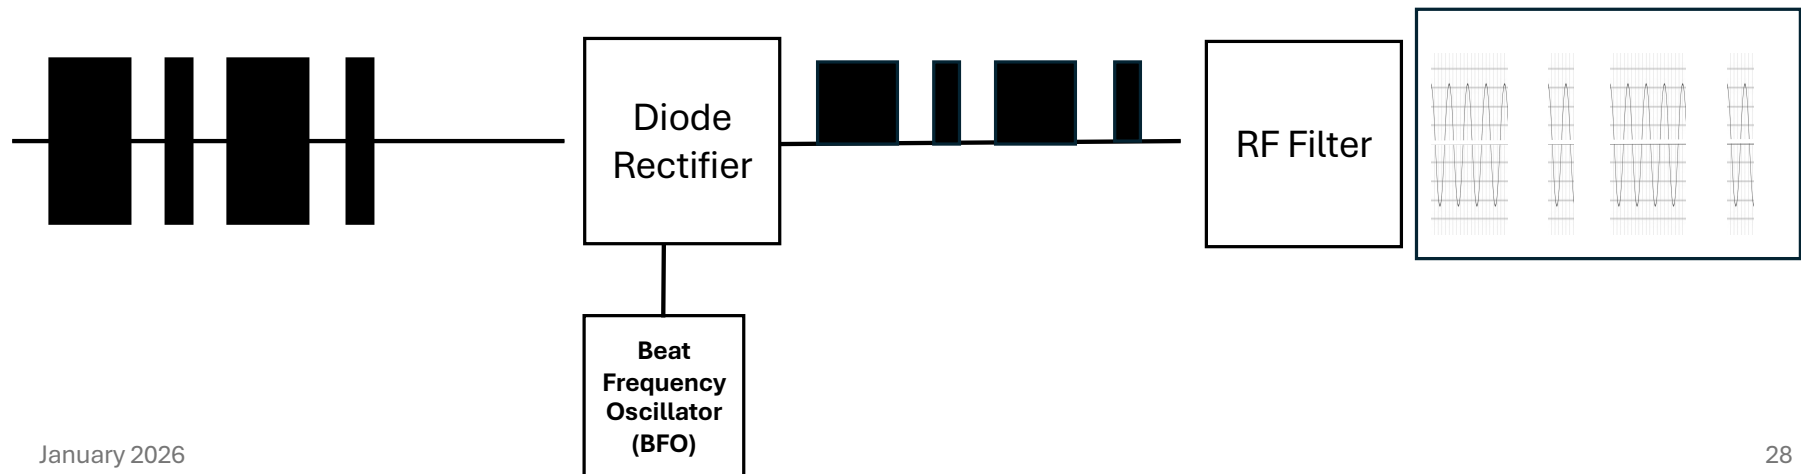 Diode
Rectifier
RF Filter
Beat
Frequency
Oscillator
(BFO)
January 2026
28